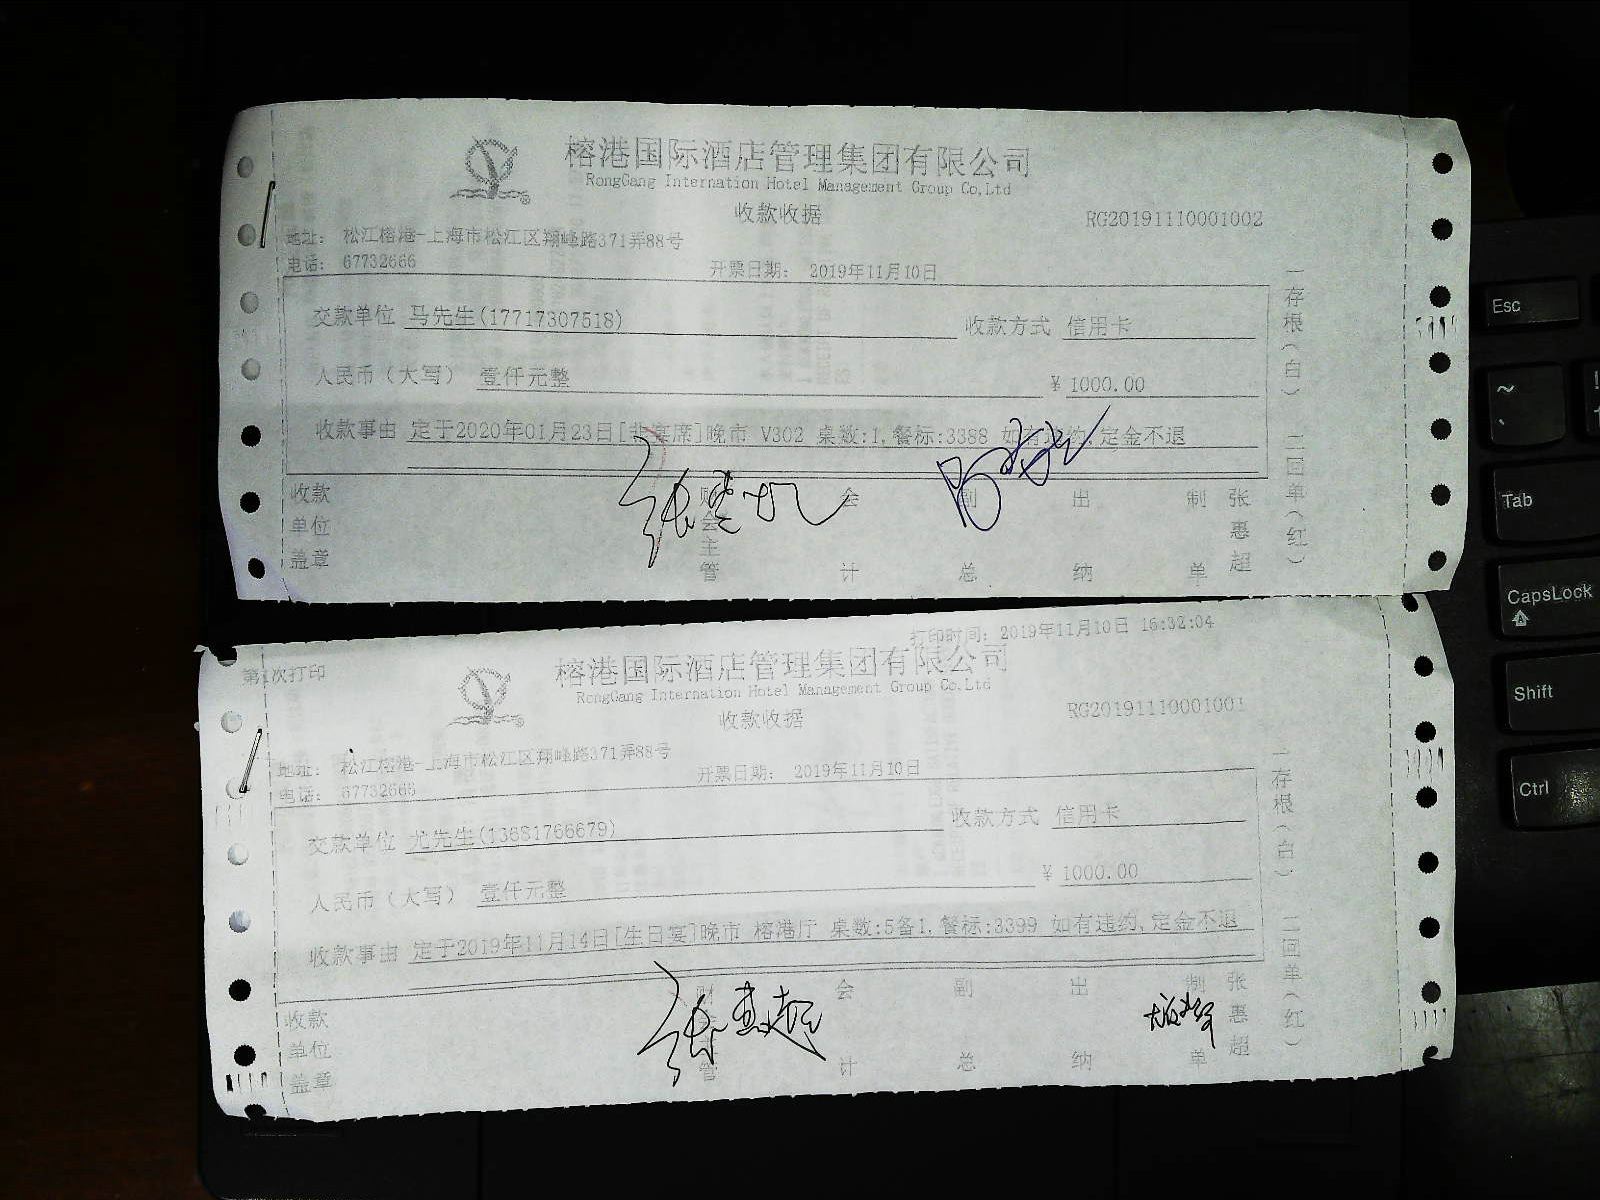 榕港国际酒店管理集团有限公司
RongGang Internation Hotel Management Group Co,Ltd
收款收据
RG20191110001002
地址： 松江榕港-上海市松江区翔峰路371弄88号
电话： 67732666
开票日期： 2019年11月10日
交款单位 马先生(17717307518)
收款方式 信用卡
人民币（大写） 壹仟元整
¥ 1000.00
收款事由 定于2020年01月23日[非宴席]晚市 V302 桌数:1,餐标:3388 如有违约,定金不退
收款单位盖章
财会主管
会计
副总
出纳
制单
张惠超
一存根(白)
二回单(红)
打印时间：2019年11月10日 16:32:04
第1次打印
榕港国际酒店管理集团有限公司
RongGang Internation Hotel Management Group Co,Ltd
收款收据
RG20191110001001
地址： 松江榕港-上海市松江区翔峰路371弄88号
电话： 67732666
开票日期： 2019年11月10日
交款单位 尤先生(13681766679)
收款方式 信用卡
人民币（大写） 壹仟元整
¥ 1000.00
收款事由 定于2019年11月14日[生日宴]晚市 榕港厅 桌数:5备1,餐标:3399 如有违约,定金不退
收款单位盖章
张惠超
会计
副总
出纳
制单
张惠超
一存根(白)
二回单(红)
Esc
~
Tab
CapsLock
Shift
Ctrl